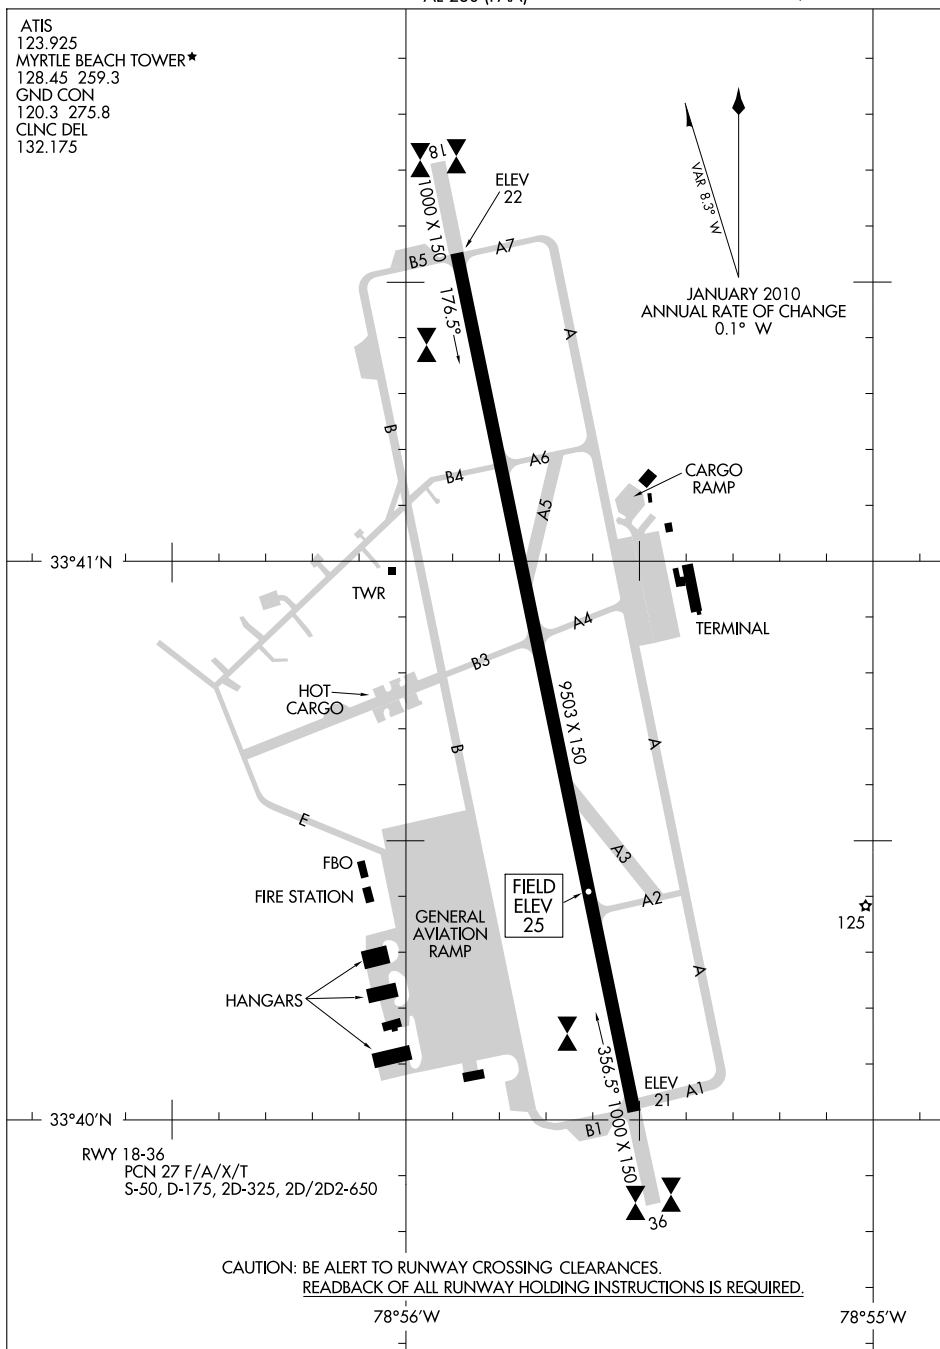 ATIS
123.925
MYRTLE BEACH TOWER★
128.45 259.3
GND CON
120.3 275.8
CLNC DEL
132.175
18
1000 X 150
ELEV
22
VAR 8.3° W
JANUARY 2010
ANNUAL RATE OF CHANGE
0.1° W
B5
A7
176.5°
A
B
B4
A6
A5
CARGO
RAMP
33°41'N
TWR
TERMINAL
A4
B3
HOT
CARGO
9503 X 150
B
A
E
A3
FBO
FIRE STATION
FIELD
ELEV
25
A2
125
GENERAL
AVIATION
RAMP
A
HANGARS
356.5°
ELEV
21
A1
33°40'N
B1
1000 X 150
RWY 18-36
PCN 27 F/A/X/T
S-50, D-175, 2D-325, 2D/2D2-650
36
CAUTION: BE ALERT TO RUNWAY CROSSING CLEARANCES.
READBACK OF ALL RUNWAY HOLDING INSTRUCTIONS IS REQUIRED.
78°56'W
78°55'W